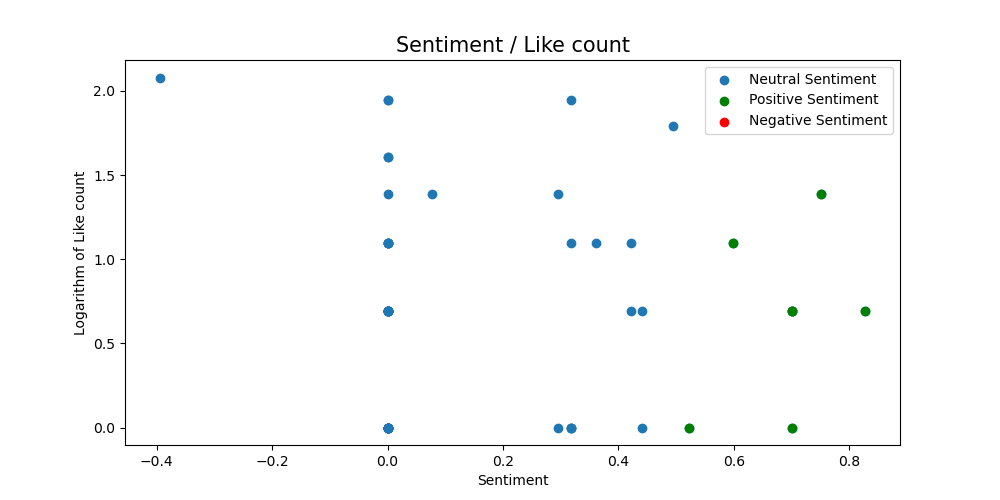 Sentiment / Like count
Neutral Sentiment
Positive Sentiment
Negative Sentiment
2.0
1.5
1.0
0.5
0.0
Logarithm of Like count
−0.4
−0.2
0.0
0.2
0.4
0.6
0.8
Sentiment